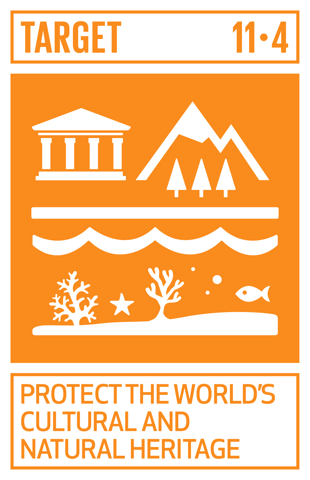 TARGET 11·4
PROTECT THE WORLD'S
CULTURAL AND
NATURAL HERITAGE